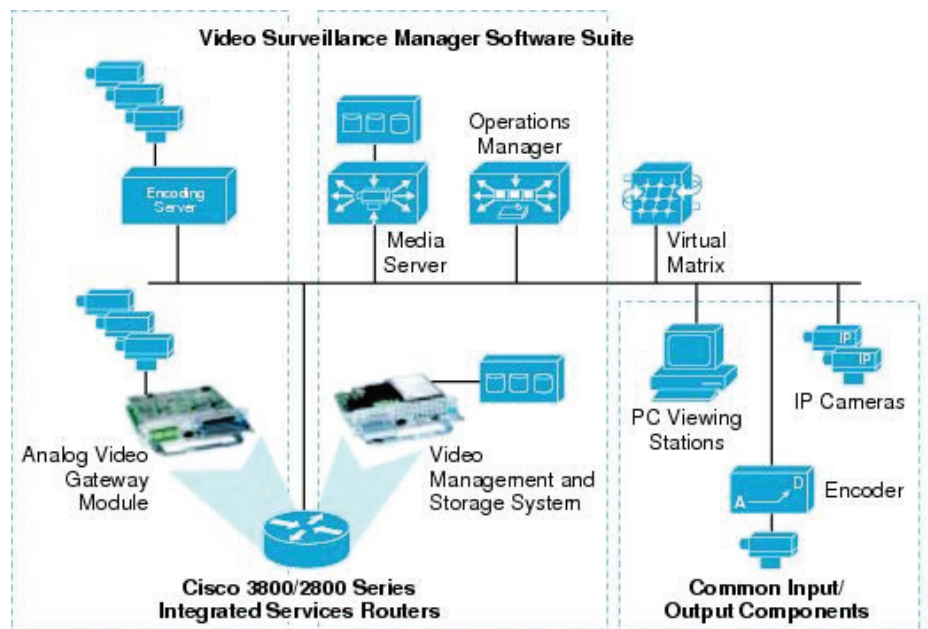 Video Surveillance Manager Software Suite
Operations
Manager
Encoding
Server
Media
Server
Virtual
Matrix
IP
IP
PC Viewing
Stations
IP Cameras
Analog Video
Gateway
Module
Video
Management and
Storage System
D
A
Encoder
Cisco 3800/2800 Series
Integrated Services Routers
Common Input/
Output Components